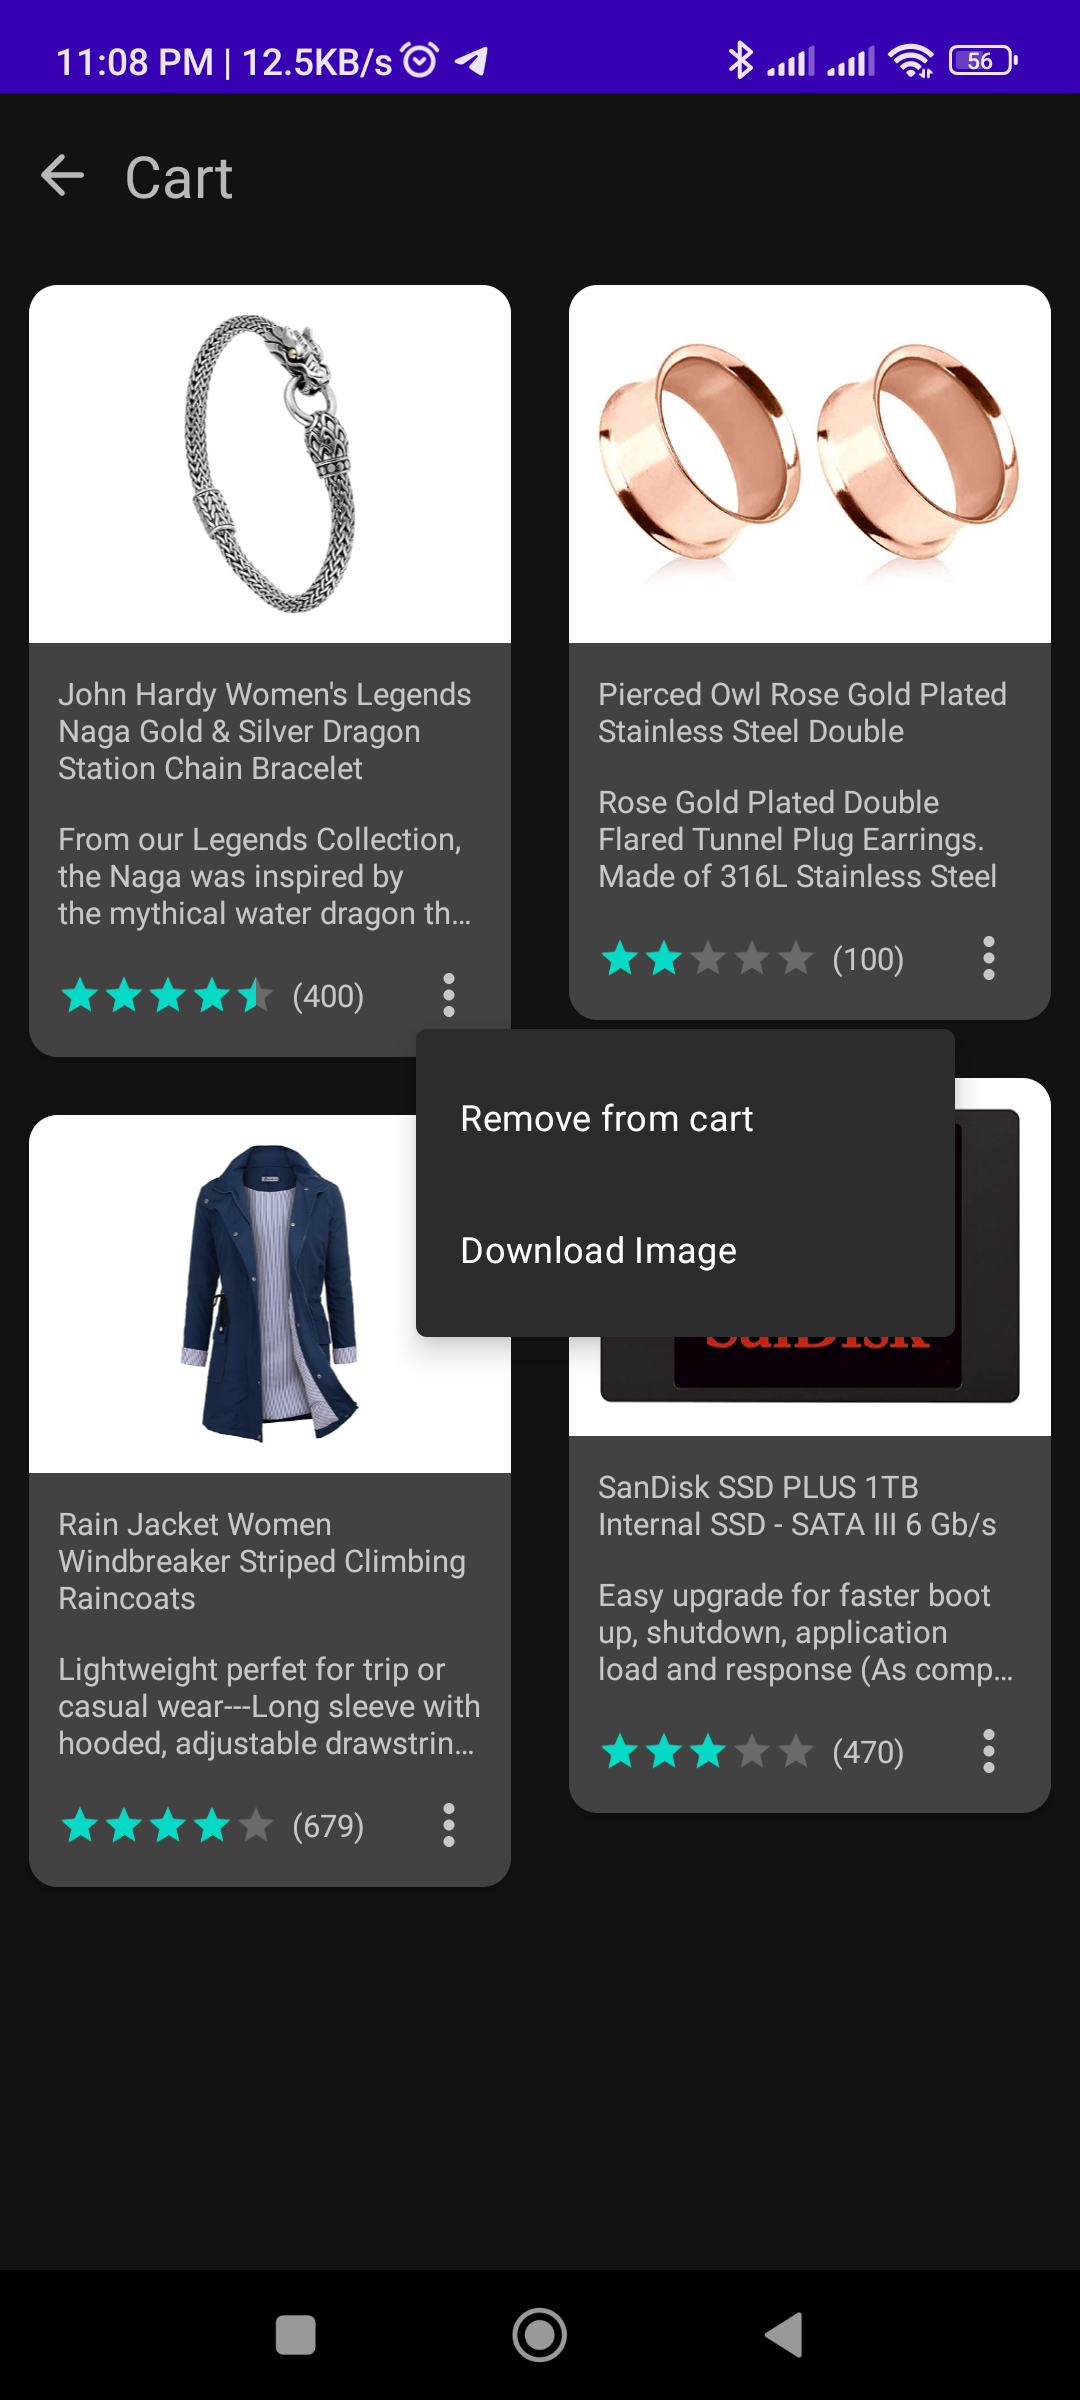 11:08 PM | 12.5KB/s
56
Cart
John Hardy Women's Legends
Naga Gold & Silver Dragon
Station Chain Bracelet
From our Legends Collection,
the Naga was inspired by
the mythical water dragon th…
(400)
Pierced Owl Rose Gold Plated
Stainless Steel Double
Rose Gold Plated Double
Flared Tunnel Plug Earrings.
Made of 316L Stainless Steel
(100)
Remove from cart
Download Image
Rain Jacket Women
Windbreaker Striped Climbing
Raincoats
Lightweight perfet for trip or
casual wear---Long sleeve with
hooded, adjustable drawstrin…
(679)
SanDisk
SanDisk SSD PLUS 1TB
Internal SSD - SATA III 6 Gb/s
Easy upgrade for faster boot
up, shutdown, application
load and response (As comp…
(470)